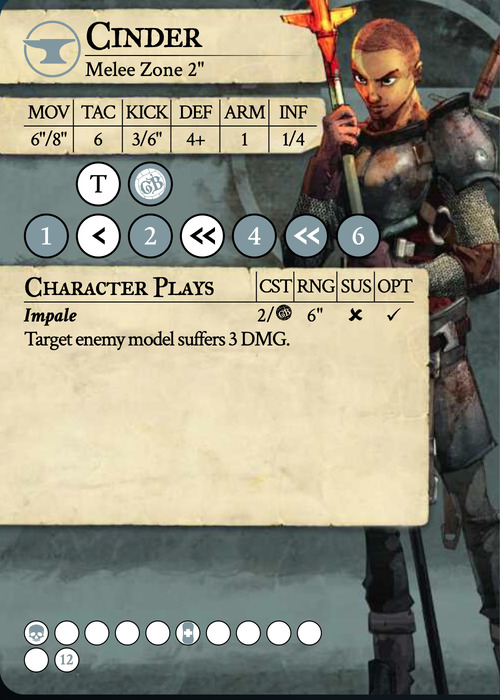 CINDER
Melee Zone 2"
MOV TAC KICK DEF ARM INF
6"/8" 6 3/6" 4+ 1 1/4
T GB
1 < 2 << 4 << 6
CHARACTER PLAYS CST RNG SUS OPT
Impale 2/GB 6" ✘ ✓
Target enemy model suffers 3 DMG.
12